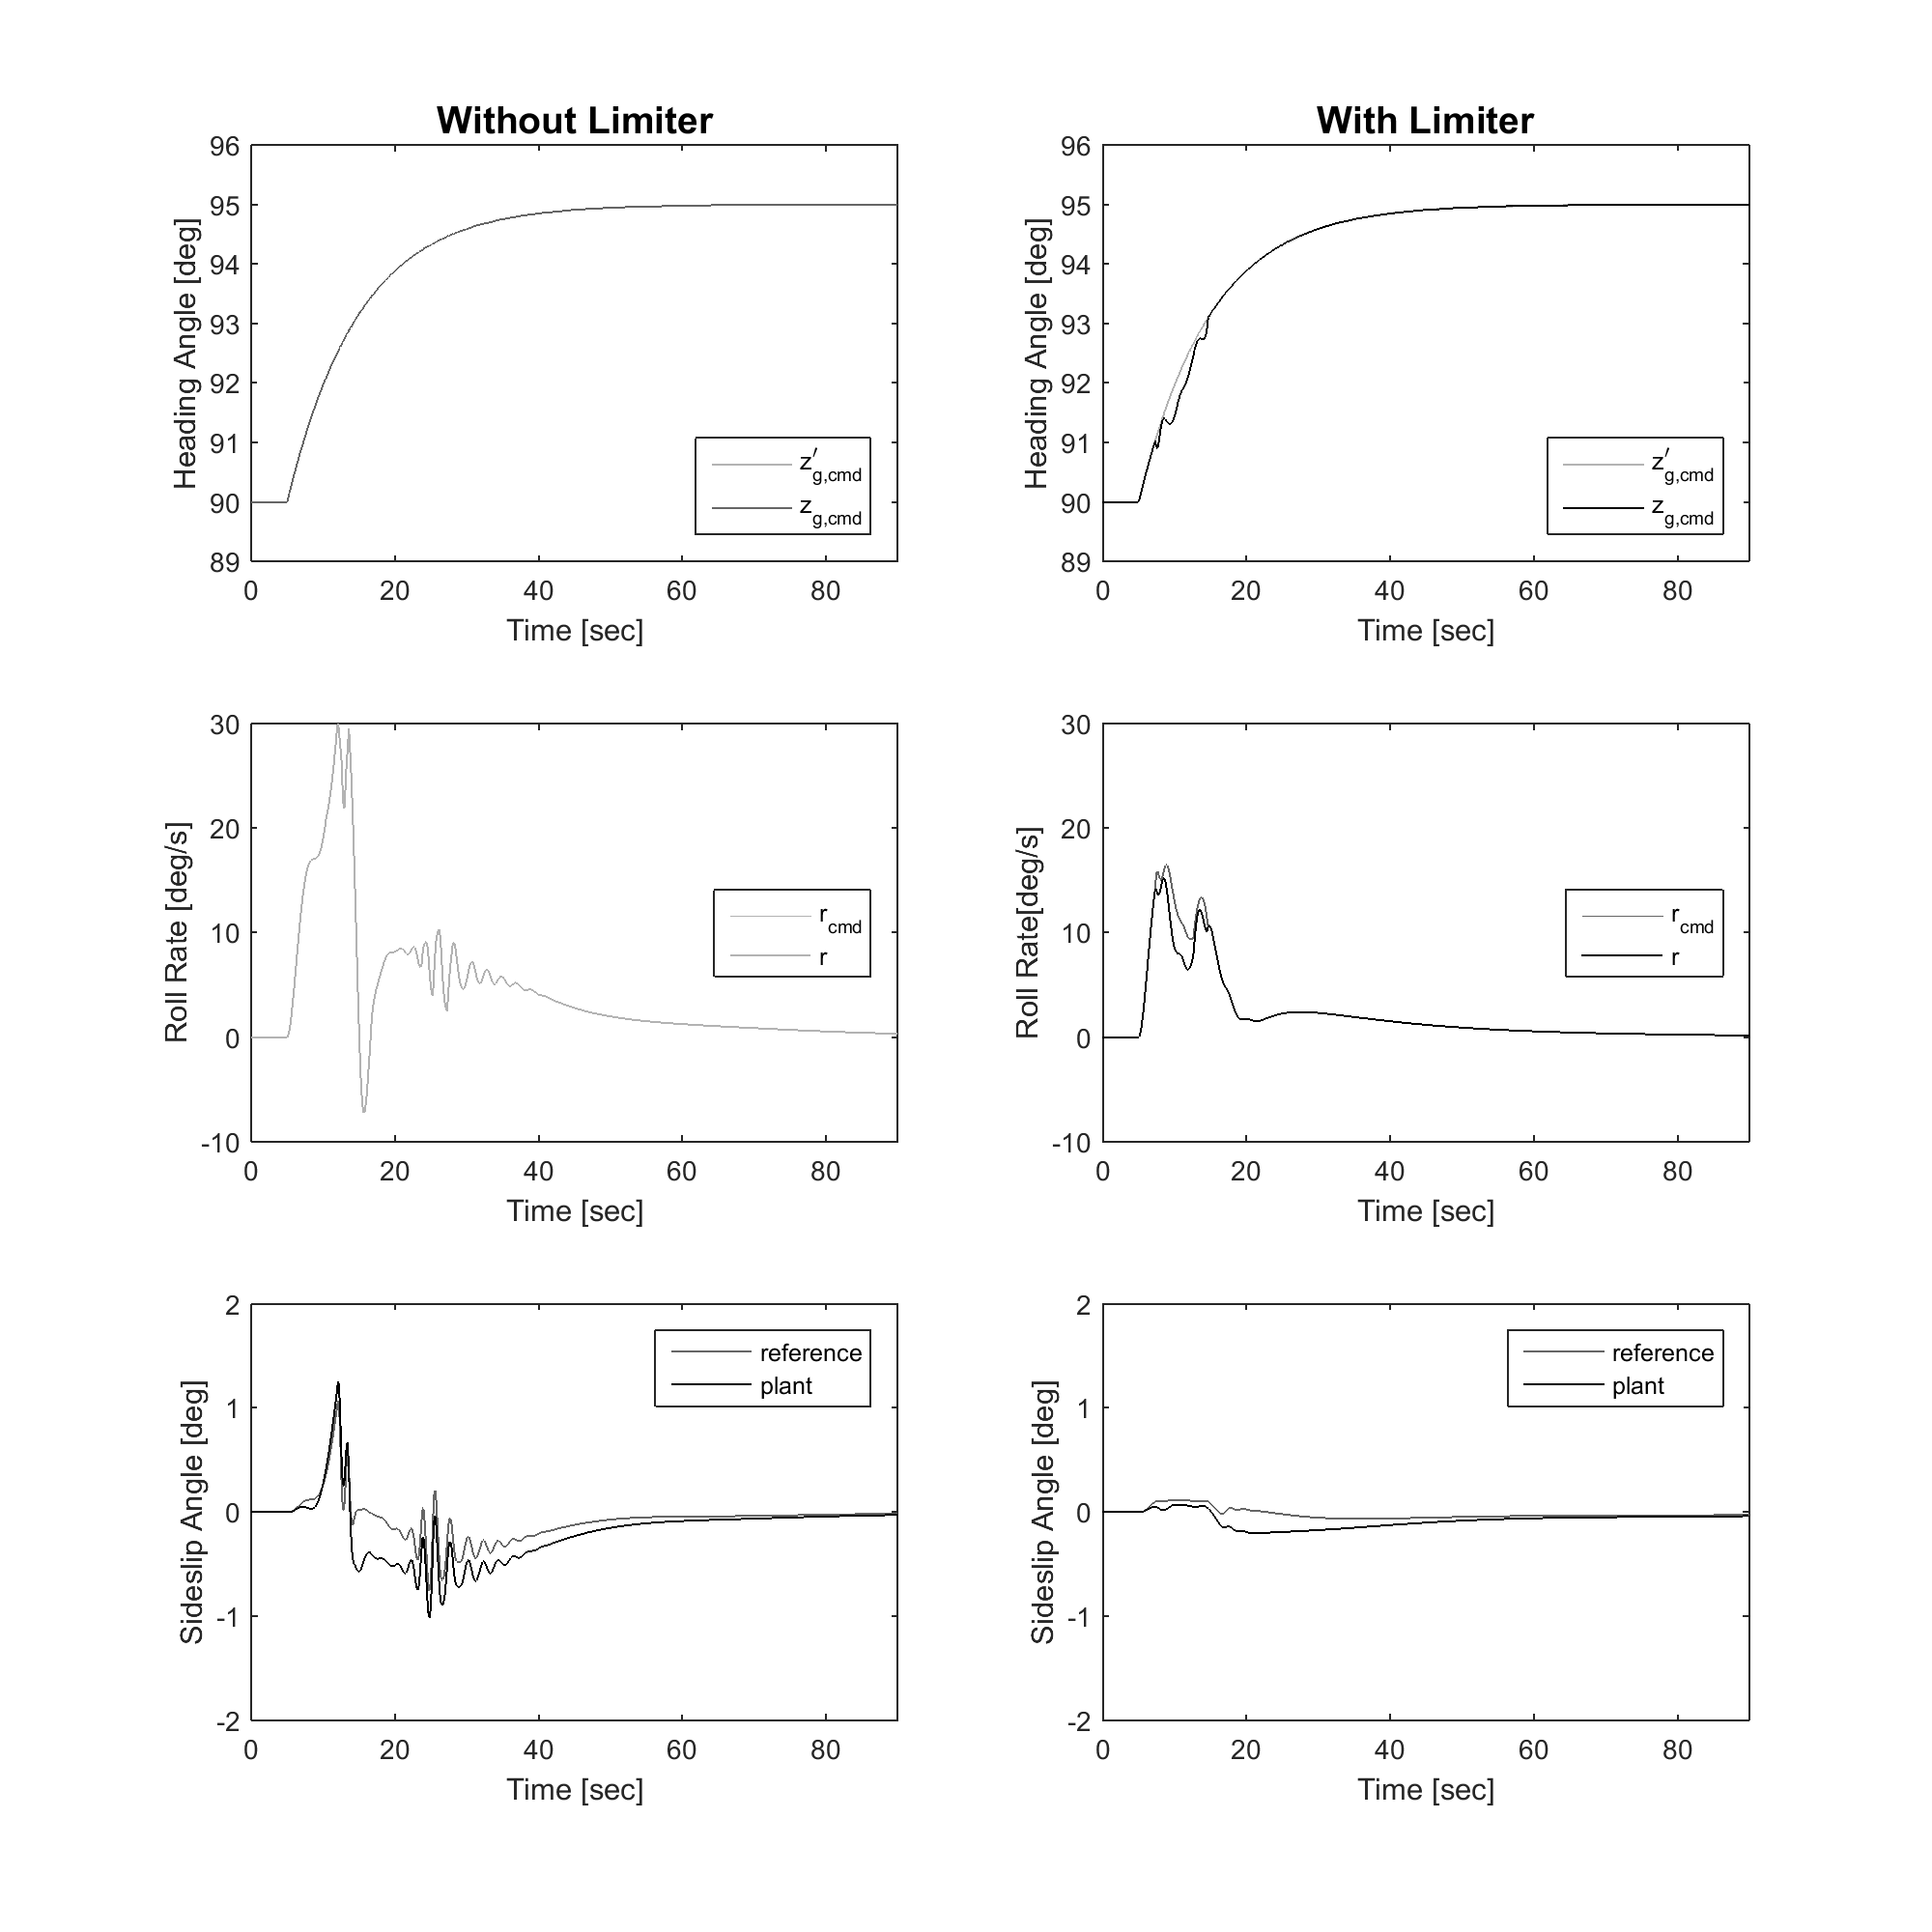 Without Limiter
96
95
94
93
92
91
90
89
Heading Angle [deg]
z′g,cmd
zg,cmd
0 20 40 60 80
Time [sec]
With Limiter
96
95
94
93
92
91
90
89
Heading Angle [deg]
z′g,cmd
zg,cmd
0 20 40 60 80
Time [sec]
30
20
10
0
-10
Roll Rate [deg/s]
rcmd
r
0 20 40 60 80
Time [sec]
30
20
10
0
-10
Roll Rate[deg/s]
rcmd
r
0 20 40 60 80
Time [sec]
2
1
0
-1
-2
Sideslip Angle [deg]
reference
plant
0 20 40 60 80
Time [sec]
2
1
0
-1
-2
Sideslip Angle [deg]
reference
plant
0 20 40 60 80
Time [sec]